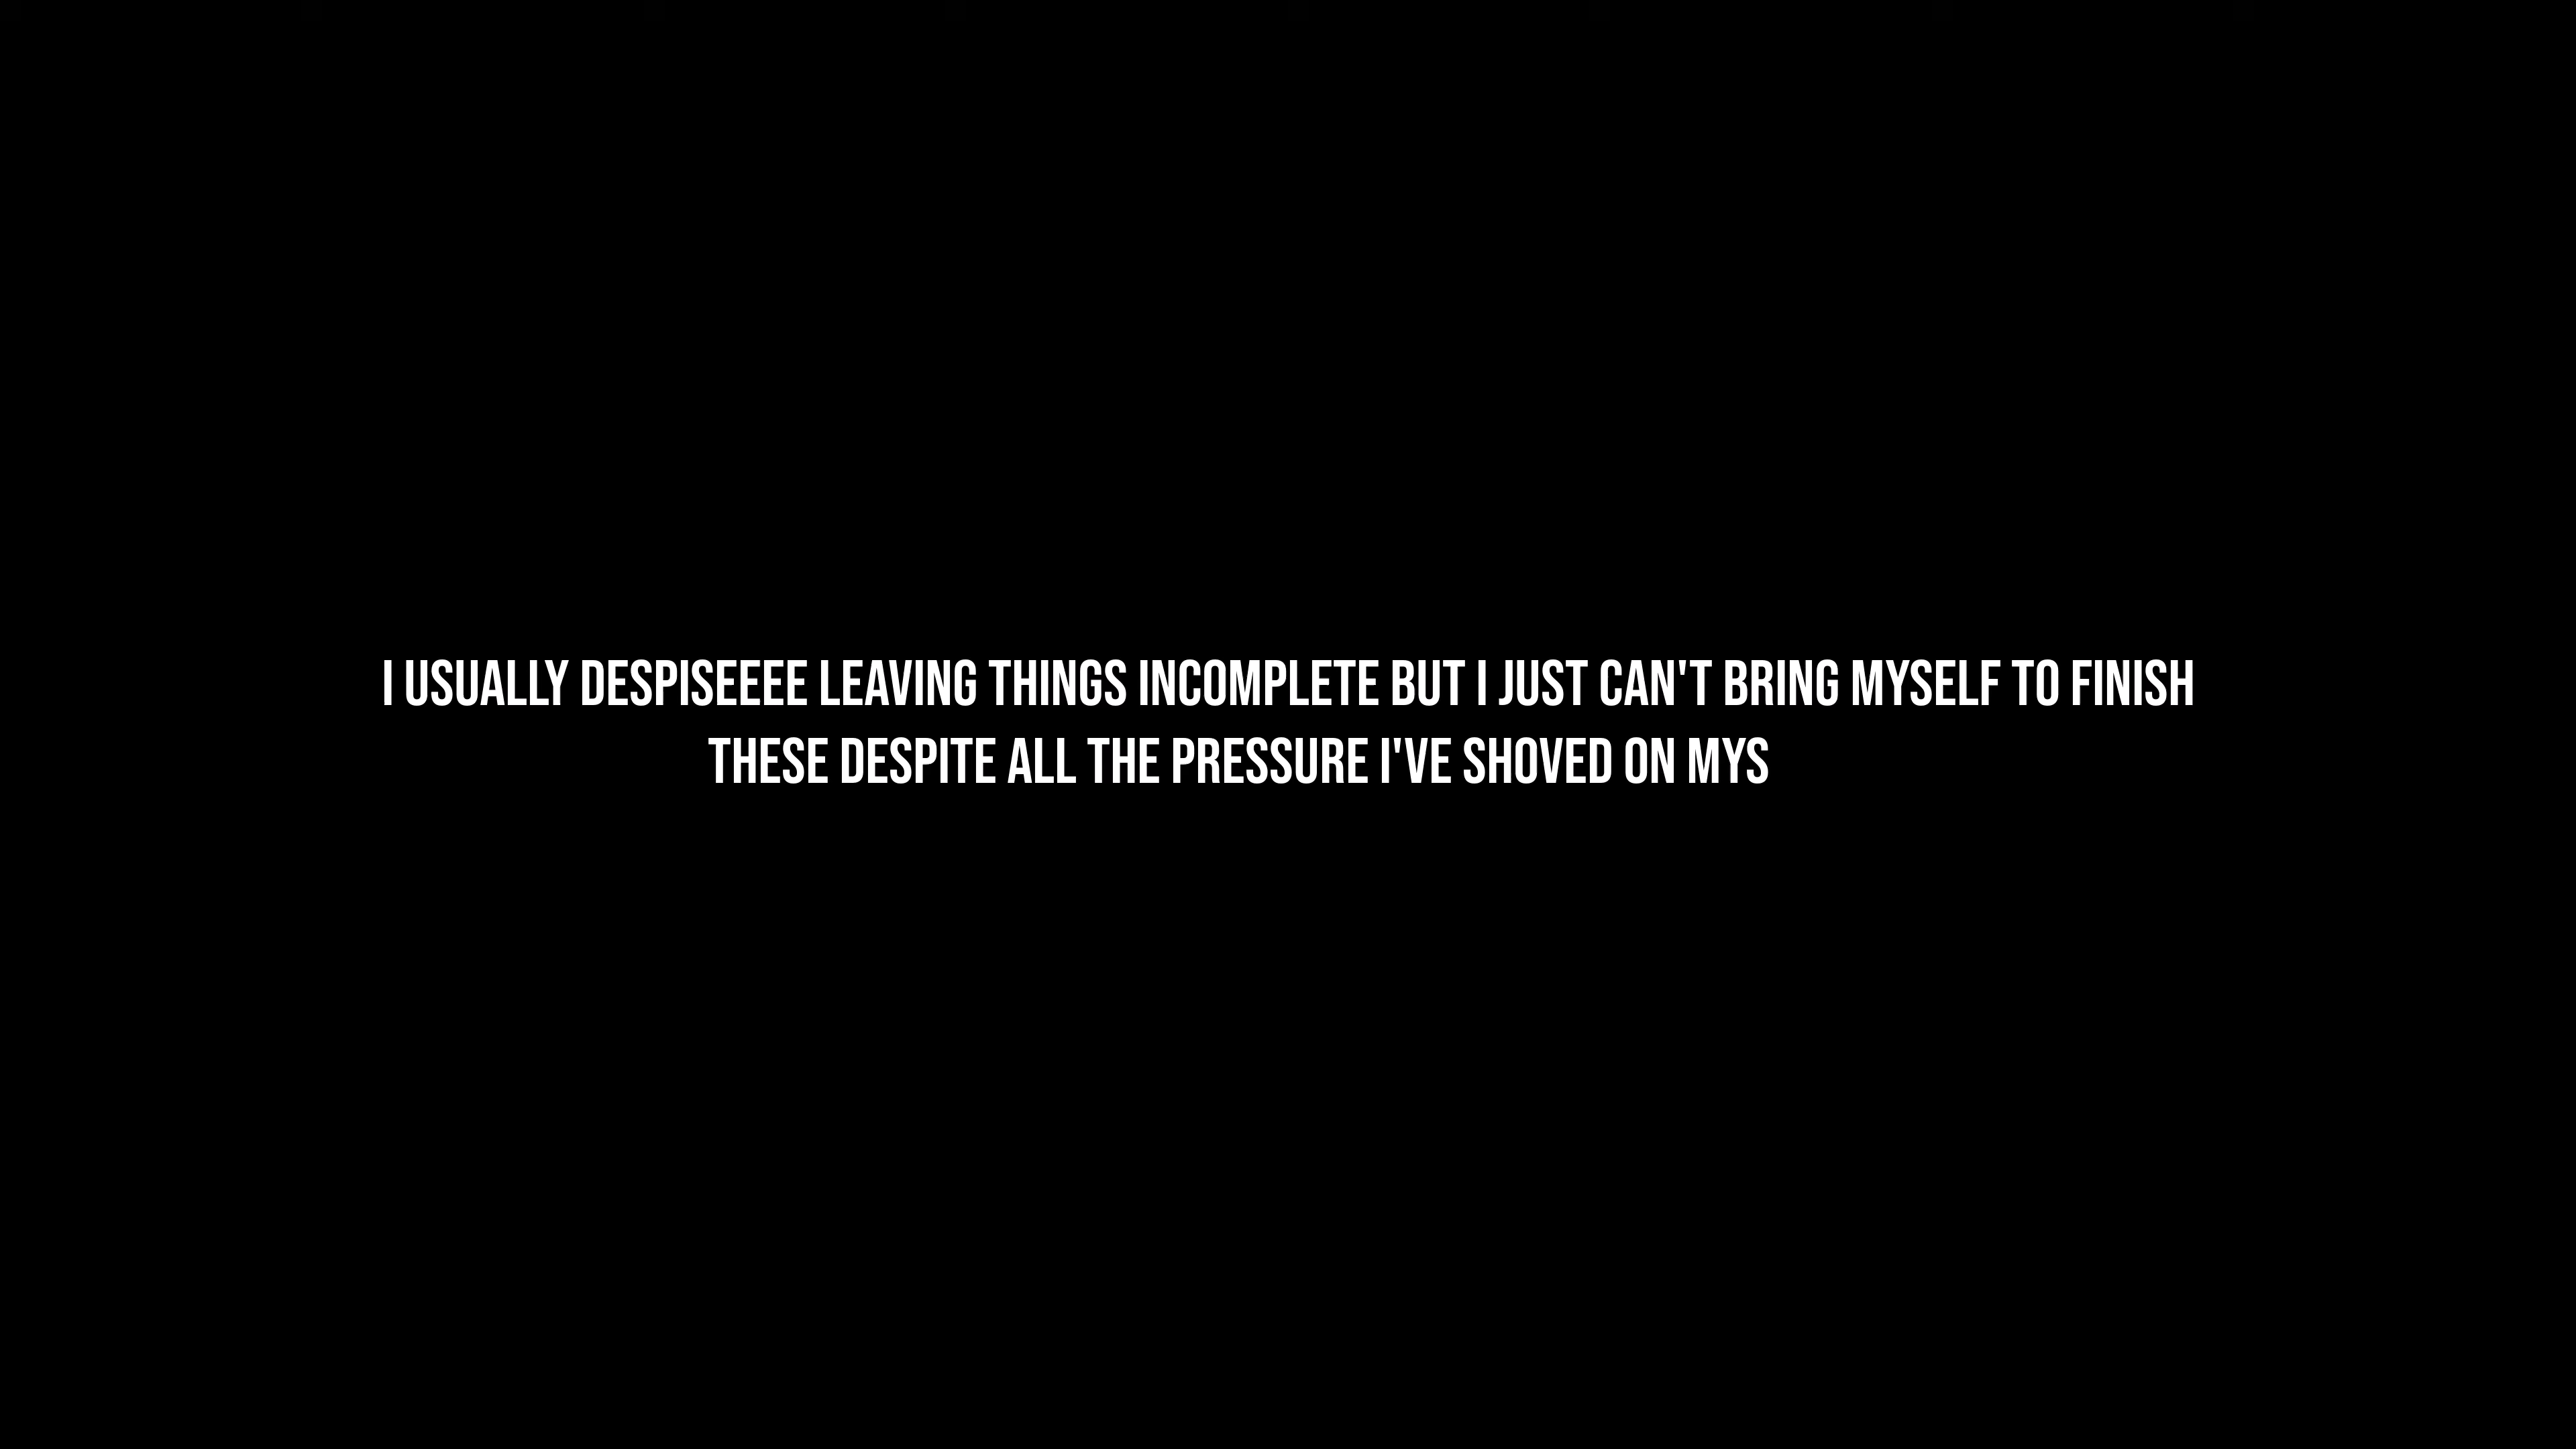 I USUALLY DESPISEEEE LEAVING THINGS INCOMPLETE BUT I JUST CAN'T BRING MYSELF TO FINISH
THESE DESPITE ALL THE PRESSURE I'VE SHOVED ON MYS